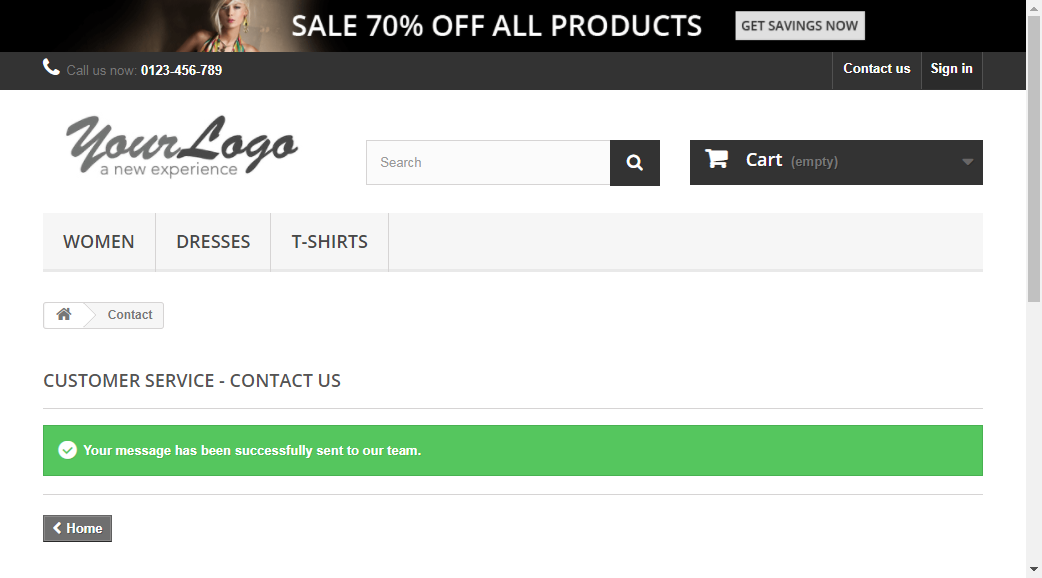 SALE 70% OFF ALL PRODUCTS GET SAVINGS NOW
Call us now: 0123-456-789 Contact us Sign in
YourLogo
a new experience
Search Cart (empty)
WOMEN DRESSES T-SHIRTS
Contact
CUSTOMER SERVICE - CONTACT US
Your message has been successfully sent to our team.
Home